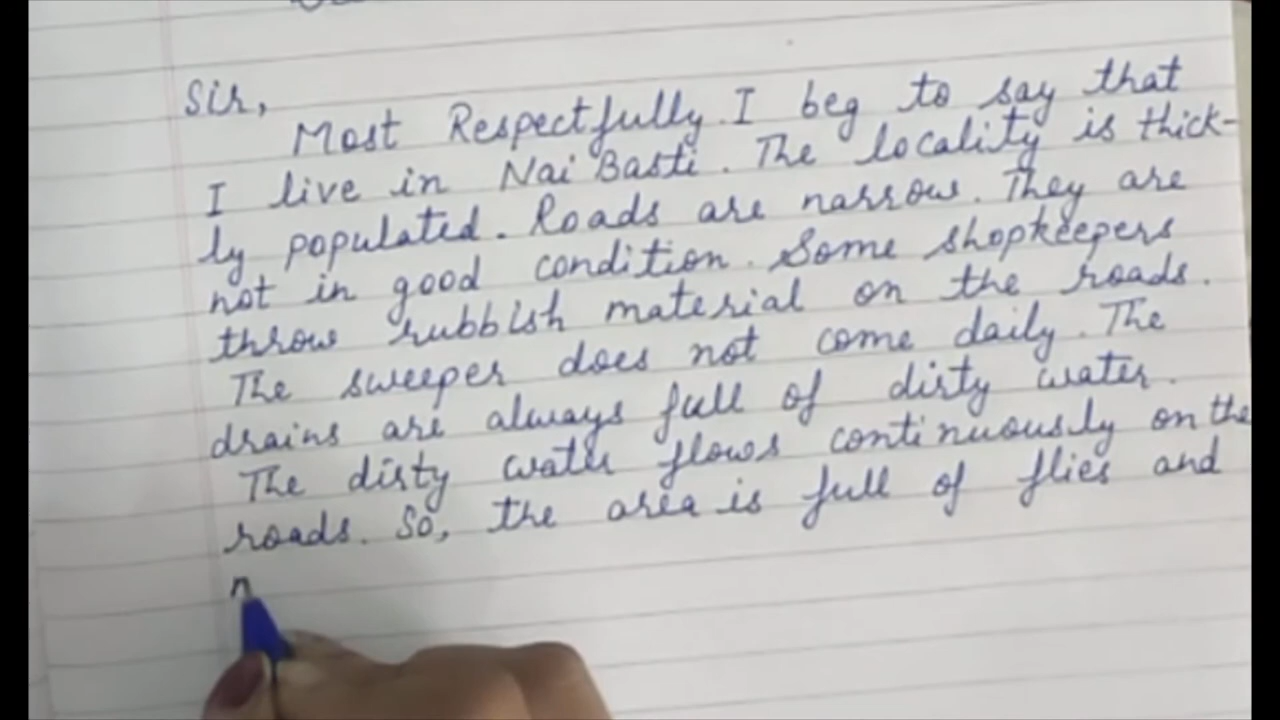 Sir,
Most Respectfully I beg to say that
I live in Nai Basti. The locality is thick-
ly populated. Roads are narrow. They are
not in good condition. Some shopkeepers
throw rubbish material on the roads.
The sweeper does not come daily. The
drains are always full of dirty water.
The dirty water flows continuously on the
roads. So, the area is full of flies and